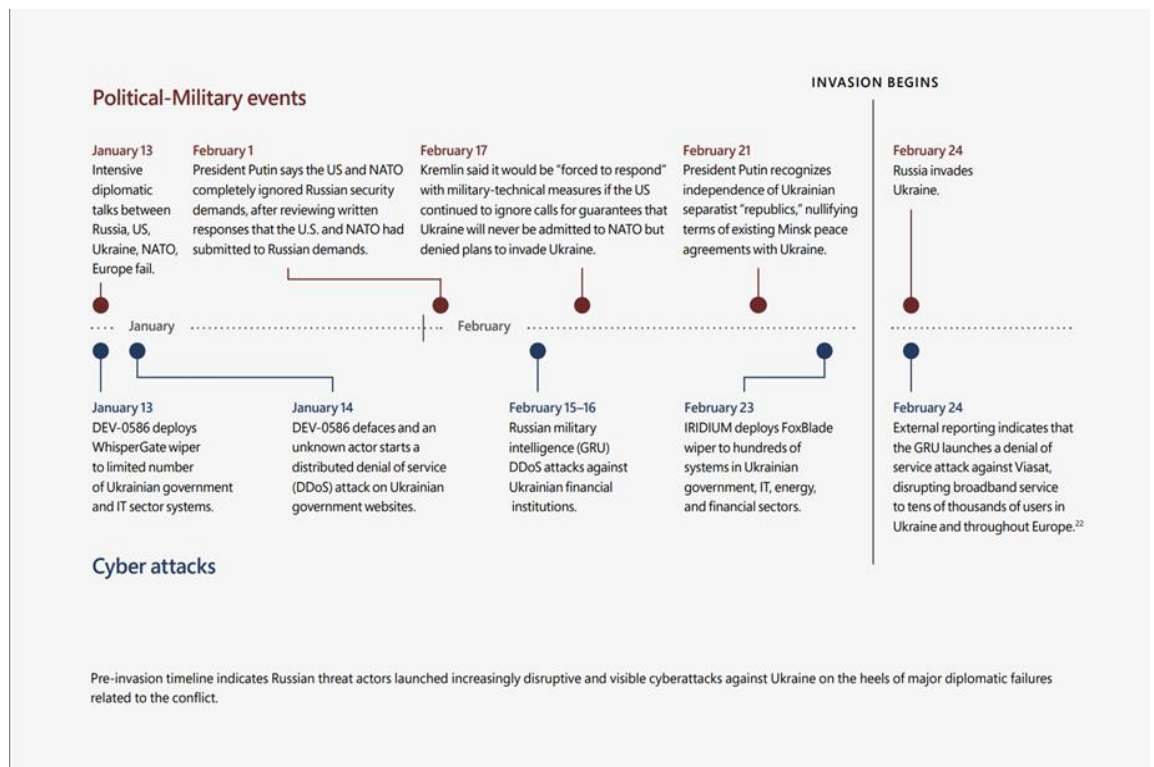 INVASION BEGINS
Political-Military events
January 13
Intensive
diplomatic
talks between
Russia, US,
Ukraine, NATO,
Europe fail.
February 1
President Putin says the US and NATO
completely ignored Russian security
demands, after reviewing written
responses that the U.S. and NATO had
submitted to Russian demands.
February 17
Kremlin said it would be “forced to respond”
with military-technical measures if the US
continued to ignore calls for guarantees that
Ukraine will never be admitted to NATO but
denied plans to invade Ukraine.
February 21
President Putin recognizes
independence of Ukrainian
separatist “republics,” nullifying
terms of existing Minsk peace
agreements with Ukraine.
February 24
Russia invades
Ukraine.
January
February
January 13
DEV-0586 deploys
WhisperGate wiper
to limited number
of Ukrainian government
and IT sector systems.
January 14
DEV-0586 defaces and an
unknown actor starts a
distributed denial of service
(DDoS) attack on Ukrainian
government websites.
February 15–16
Russian military
intelligence (GRU)
DDoS attacks against
Ukrainian financial
institutions.
February 23
IRIDIUM deploys FoxBlade
wiper to hundreds of
systems in Ukrainian
government, IT, energy,
and financial sectors.
February 24
External reporting indicates that
the GRU launches a denial of
service attack against Viasat,
disrupting broadband service
to tens of thousands of users in
Ukraine and throughout Europe.22
Cyber attacks
Pre-invasion timeline indicates Russian threat actors launched increasingly disruptive and visible cyberattacks against Ukraine on the heels of major diplomatic failures
related to the conflict.